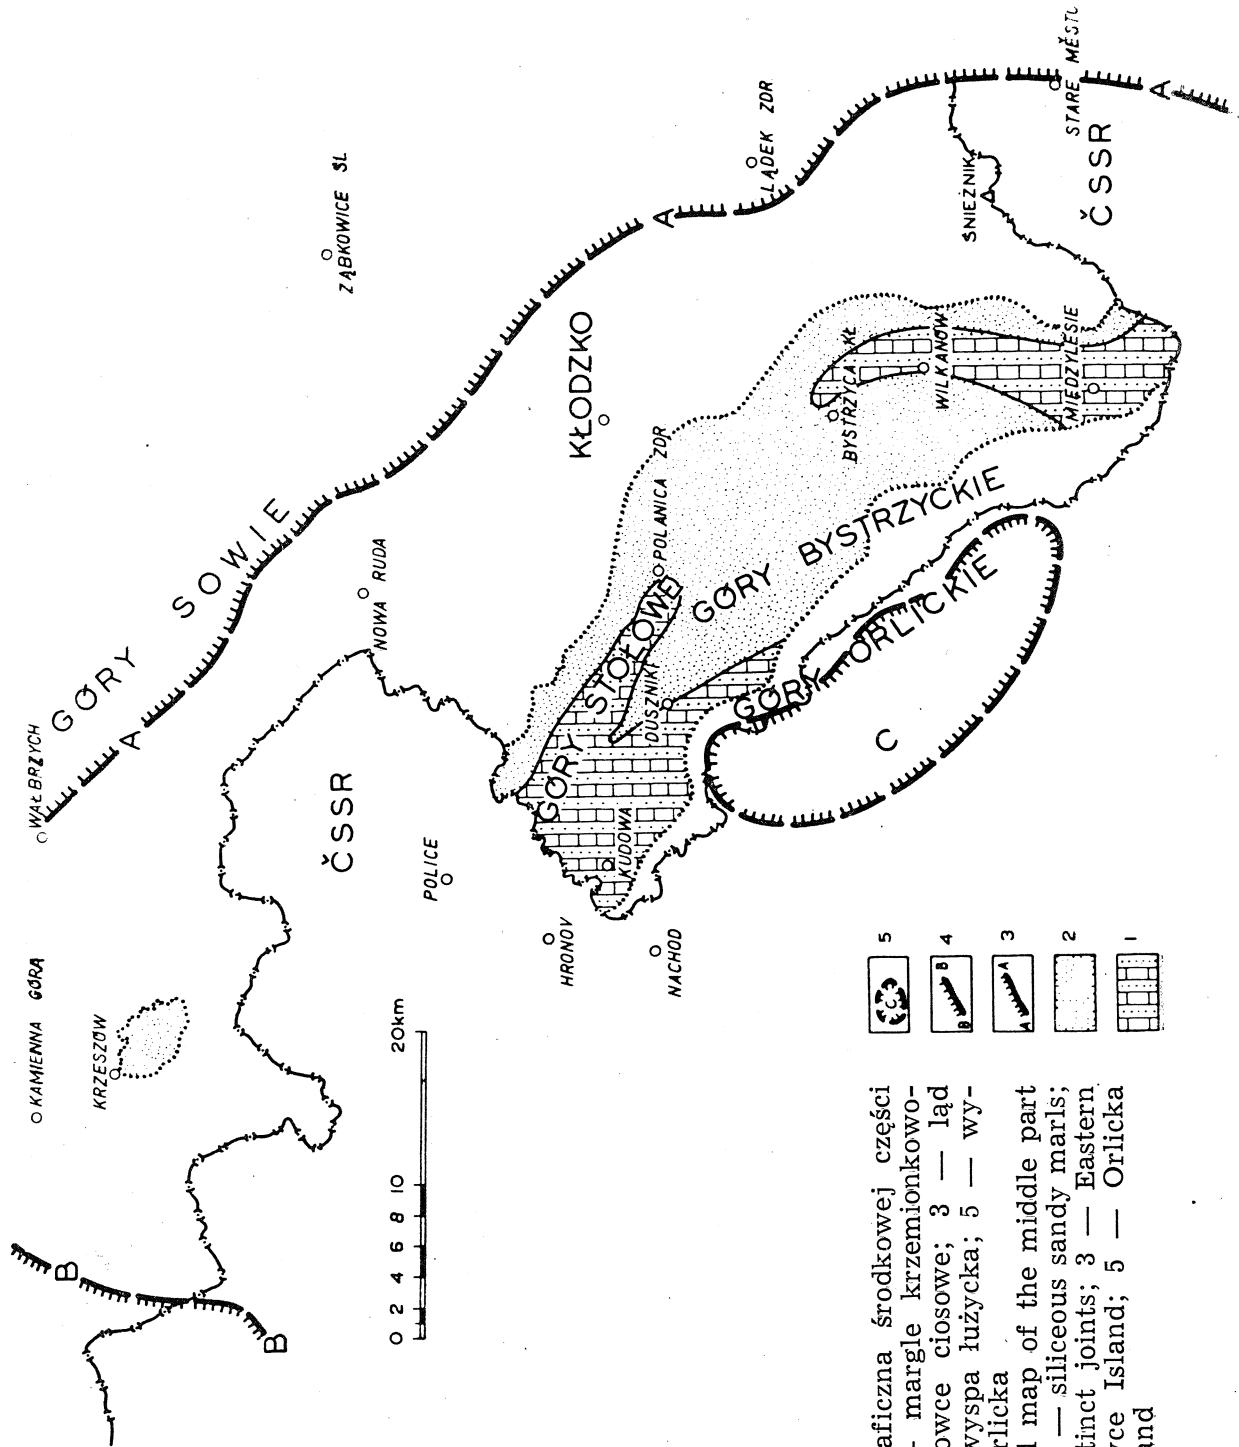 WAŁBRZYCH
KAMIENNA GÓRA
KRZESZÓW
GÓRY SOWIE
ZĄBKOWICE ŚL
NOWA RUDA
ČSSR
POLICE
HRONOV
NACHOD
KUDOWA
DUSZNIKI
POLANICA ZDR
KŁODZKO
LĄDEK ZDR
GÓRY STOŁOWE
GÓRY BYSTRZYCKIE
GÓRY ORLICKIE
BYSTRZYCA KŁ
WILKANÓW
MIĘDZYLESIE
ŚNIEŻNIK
STARE MĚSTO
ČSSR
A
A
A
B
B
C
0 2 4 6 8 10 20km
C 5
B B 4
A A 3
2
1
aficzna środkowej części
- margle krzemionkowo-
owce ciosowe; 3 — ląd
wyspa łużycka; 5 — wy-
rlicka
l map of the middle part
— siliceous sandy marls;
tinct joints; 3 — Eastern
yce Island; 5 — Orlicka
and